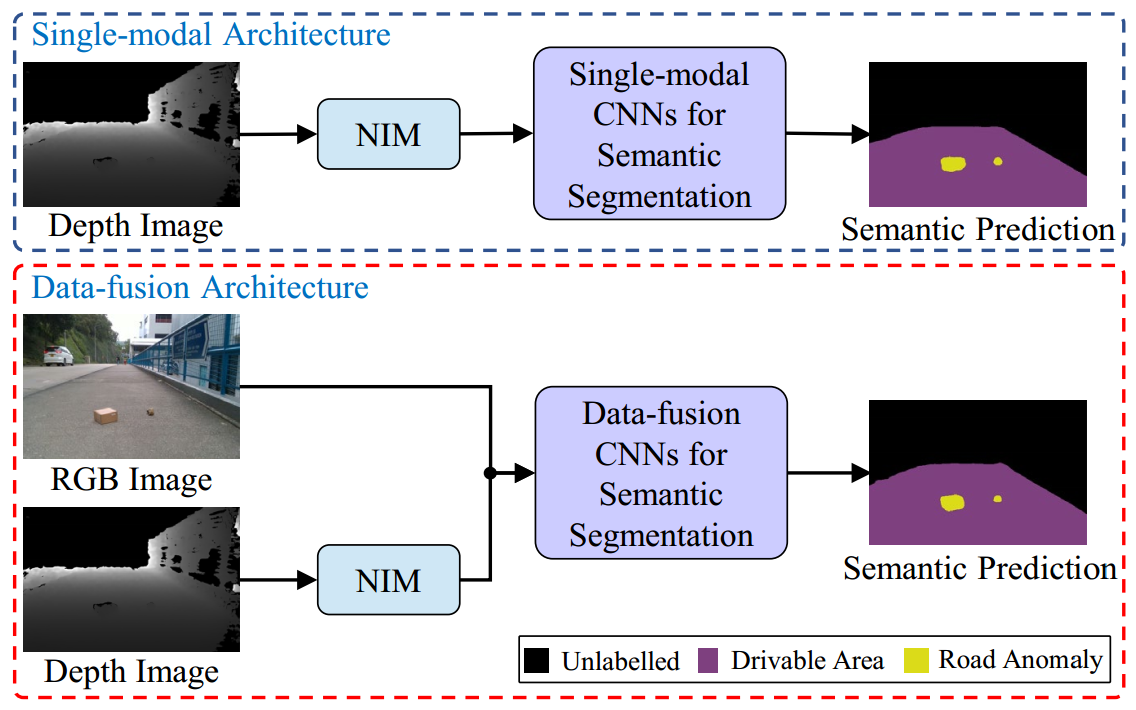 Single-modal Architecture
Depth Image
NIM
Single-modal
CNNs for
Semantic
Segmentation
Semantic Prediction
Data-fusion Architecture
RGB Image
Depth Image
NIM
Data-fusion
CNNs for
Semantic
Segmentation
Semantic Prediction
Unlabelled
Drivable Area
Road Anomaly